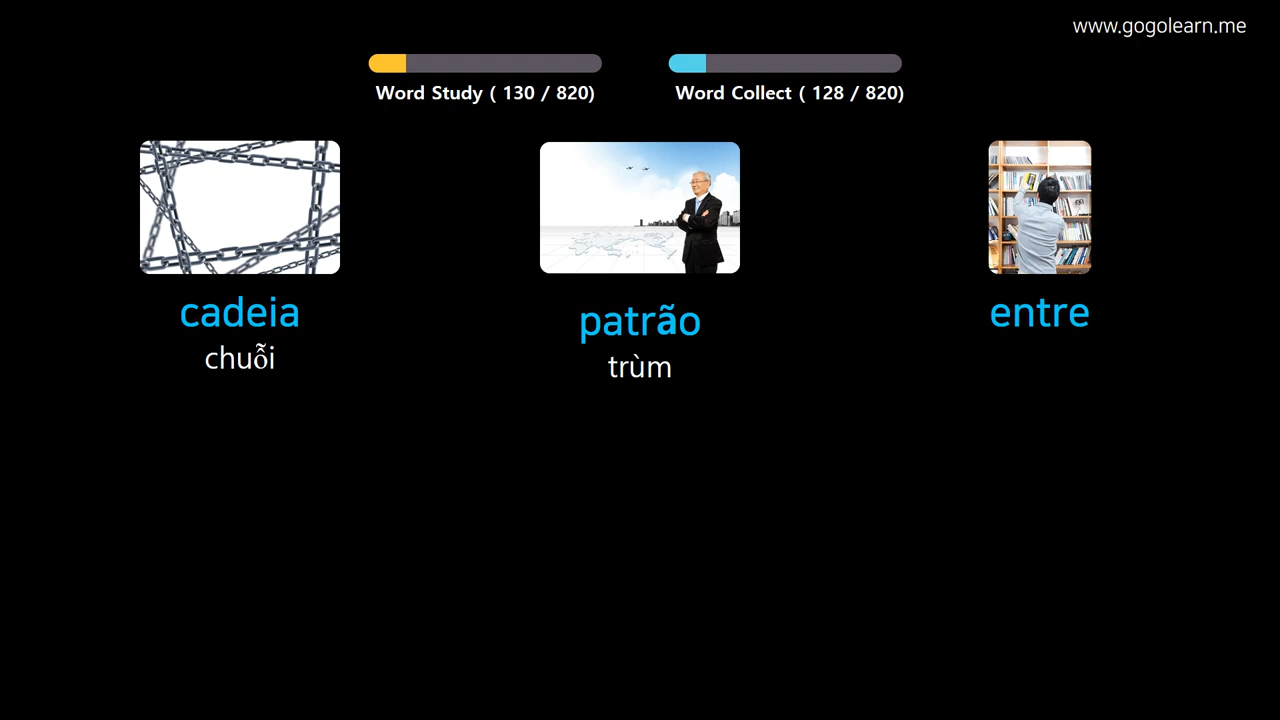 www.gogolearn.me
Word Study ( 130 / 820)
Word Collect ( 128 / 820)
cadeia
chuỗi
patrão
trùm
entre